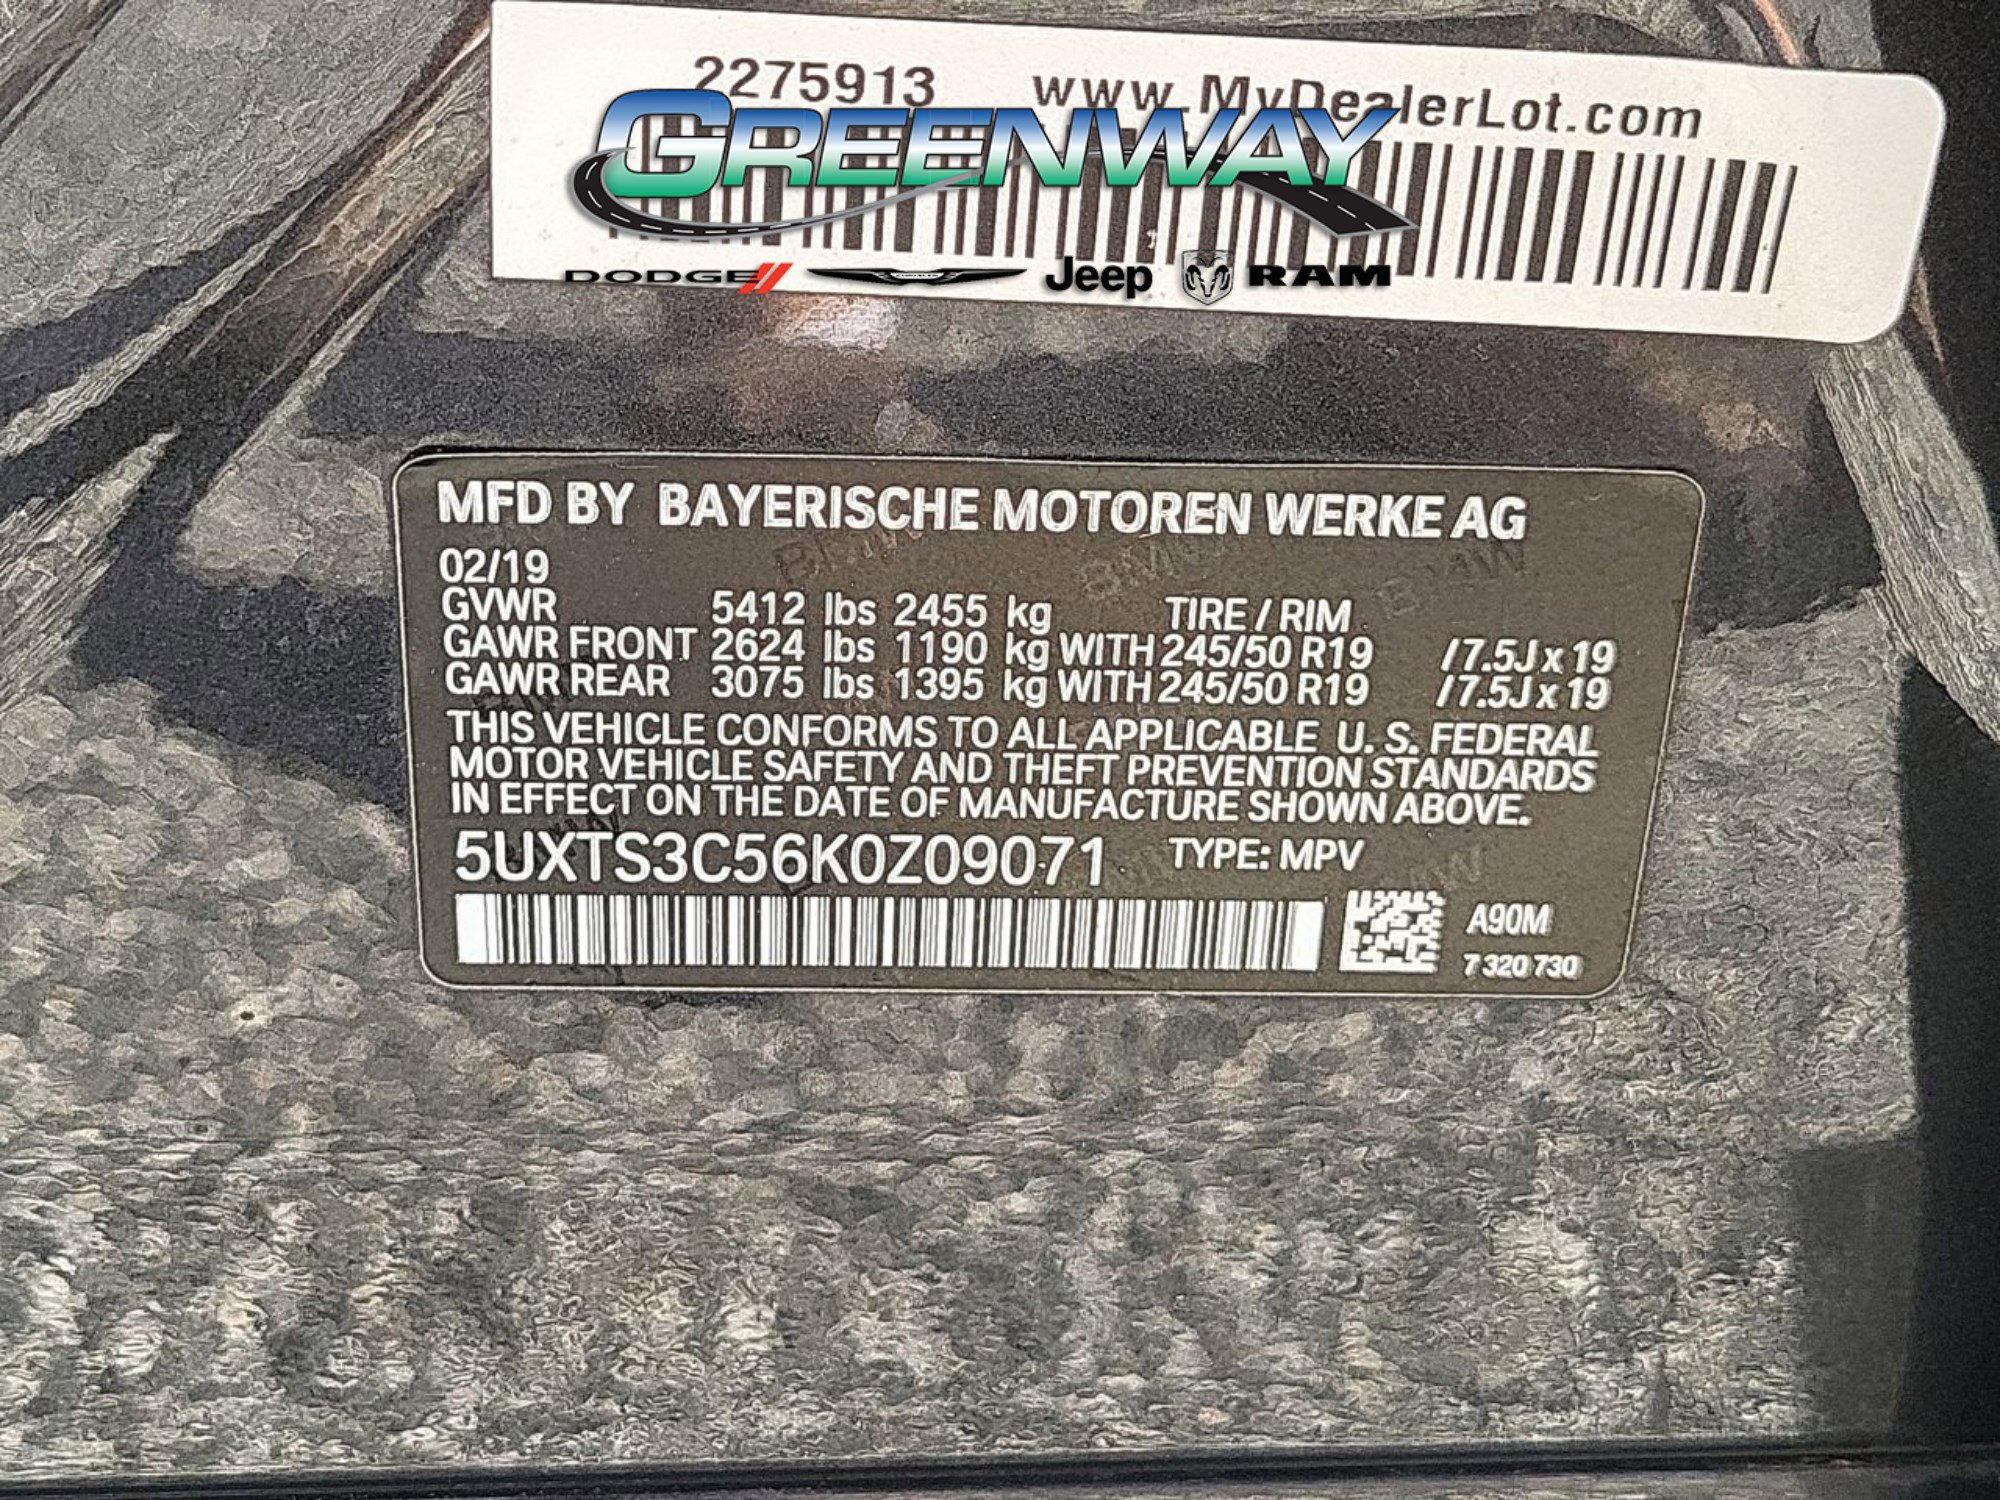 2275913 www.MyDealerLot.com
GREENWAY
DODGE CHRYSLER Jeep RAM
MFD BY BAYERISCHE MOTOREN WERKE AG
02/19
GVWR 5412 lbs 2455 kg TIRE / RIM
GAWR FRONT 2624 lbs 1190 kg WITH 245/50 R19 / 7.5J x 19
GAWR REAR 3075 lbs 1395 kg WITH 245/50 R19 / 7.5J x 19
THIS VEHICLE CONFORMS TO ALL APPLICABLE U. S. FEDERAL
MOTOR VEHICLE SAFETY AND THEFT PREVENTION STANDARDS
IN EFFECT ON THE DATE OF MANUFACTURE SHOWN ABOVE.
5UXTS3C56K0Z09071 TYPE: MPV
A90M
7 320 730